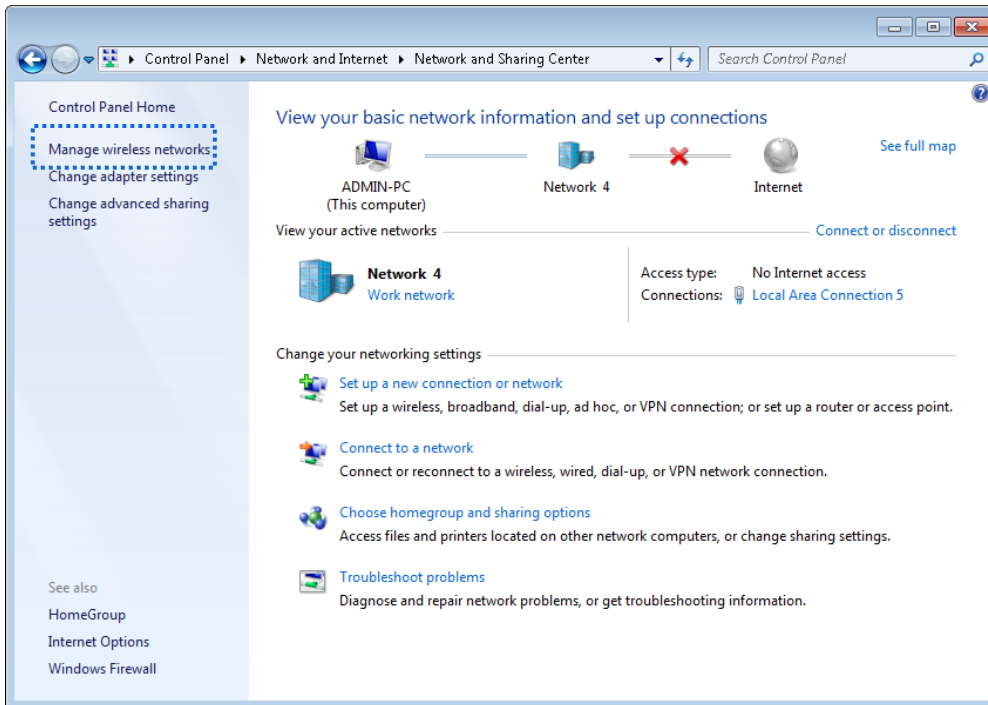 Control Panel ▸ Network and Internet ▸ Network and Sharing Center
Search Control Panel
Control Panel Home
Manage wireless networks
Change adapter settings
Change advanced sharing
settings
See also
HomeGroup
Internet Options
Windows Firewall
View your basic network information and set up connections
See full map
ADMIN-PC
(This computer)
Network 4
Internet
View your active networks
Connect or disconnect
Network 4
Work network
Access type: No Internet access
Connections: Local Area Connection 5
Change your networking settings
Set up a new connection or network
Set up a wireless, broadband, dial-up, ad hoc, or VPN connection; or set up a router or access point.
Connect to a network
Connect or reconnect to a wireless, wired, dial-up, or VPN network connection.
Choose homegroup and sharing options
Access files and printers located on other network computers, or change sharing settings.
Troubleshoot problems
Diagnose and repair network problems, or get troubleshooting information.